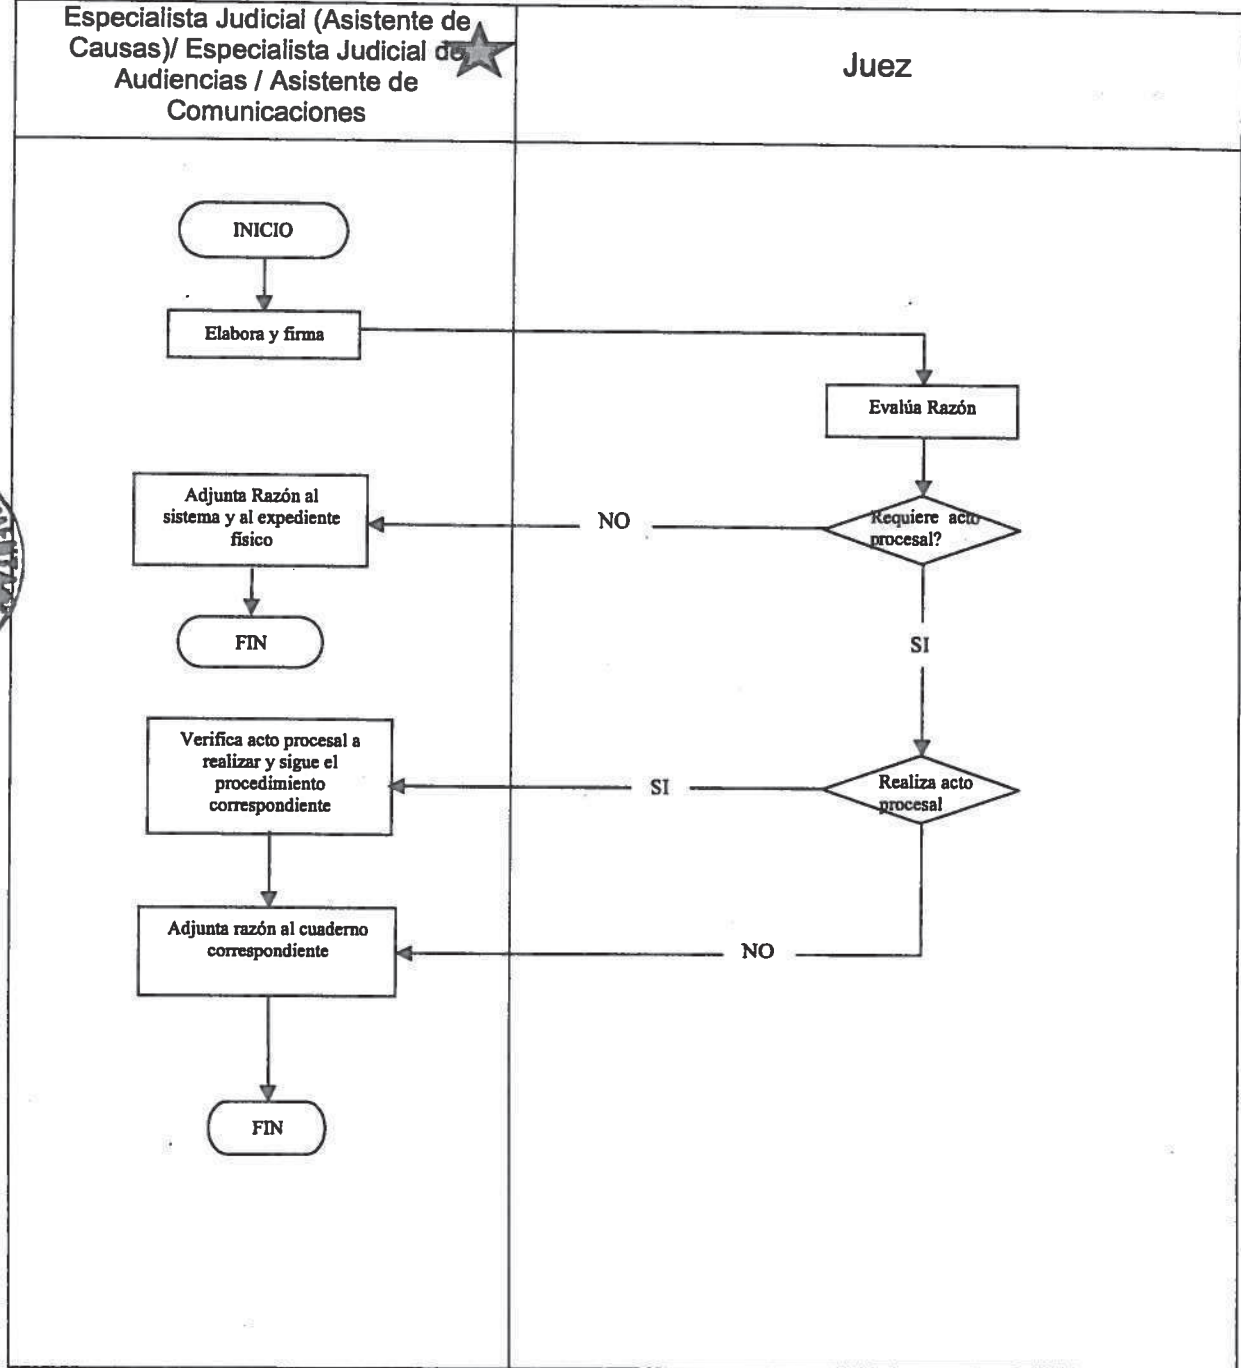 Especialista Judicial (Asistente de
Causas)/ Especialista Judicial de
Audiencias / Asistente de
Comunicaciones
Juez
INICIO
Elabora y firma
Evalúa Razón
Adjunta Razón al
sistema y al expediente
físico
NO
Requiere acto
procesal?
FIN
SI
Verifica acto procesal a
realizar y sigue el
procedimiento
correspondiente
SI
Realiza acto
procesal
Adjunta razón al cuaderno
correspondiente
NO
FIN